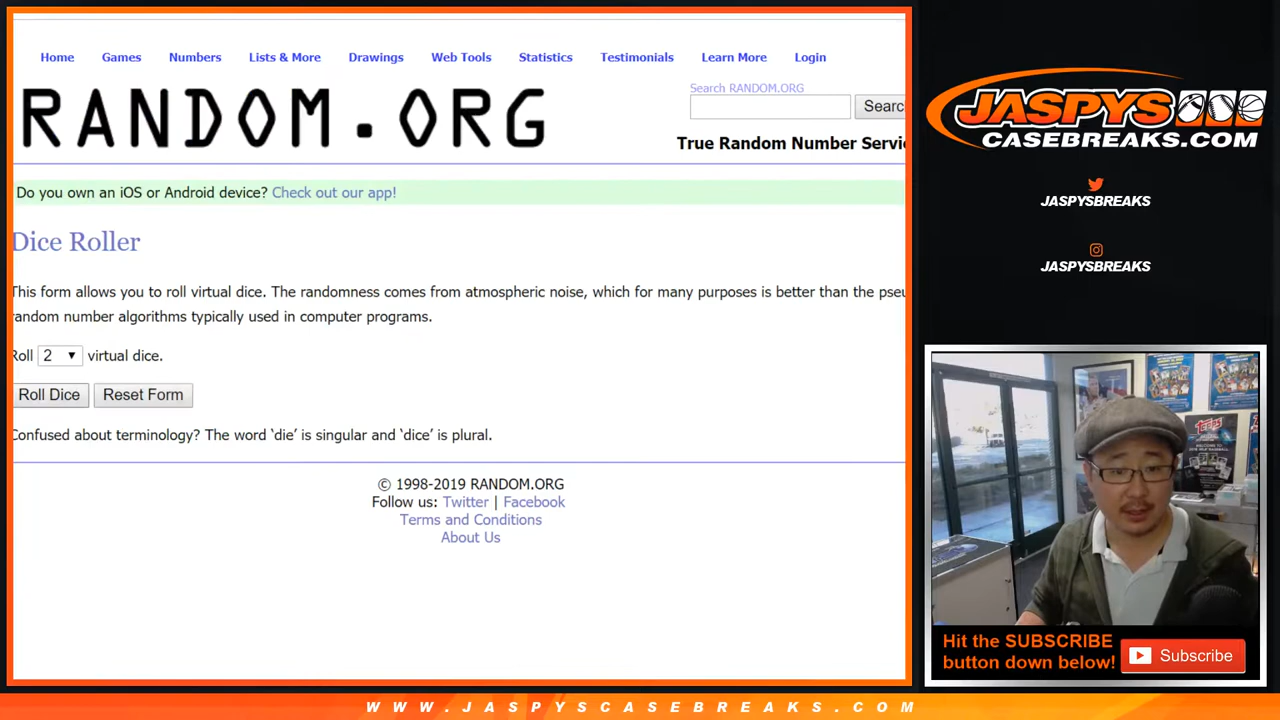 Home Games Numbers Lists & More Drawings Web Tools Statistics Testimonials Learn More Login
Search RANDOM.ORG
RANDOM.ORG
Searc
True Random Number Servi
Do you own an iOS or Android device? Check out our app!
Dice Roller
This form allows you to roll virtual dice. The randomness comes from atmospheric noise, which for many purposes is better than the pseu
random number algorithms typically used in computer programs.
Roll 2 virtual dice.
Roll Dice Reset Form
Confused about terminology? The word ‘die’ is singular and ‘dice’ is plural.
© 1998-2019 RANDOM.ORG
Follow us: Twitter | Facebook
Terms and Conditions
About Us
JASPYS
CASEBREAKS.COM
JASPYSBREAKS
JASPYSBREAKS
TOPPS
WELCOME TO
Hit the SUBSCRIBE
button down below!
Subscribe
WWW.JASPYSCASEBREAKS.COM